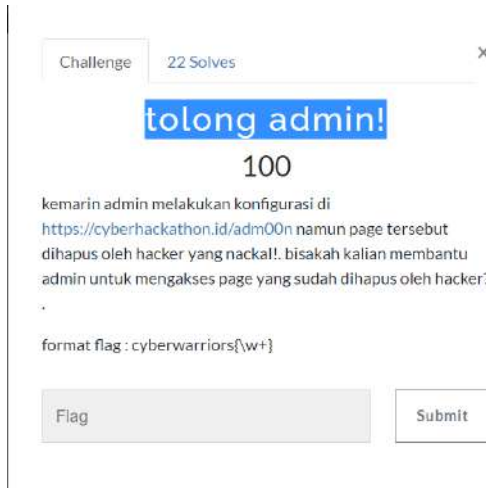 Challenge 22 Solves ×
tolong admin!
100
kemarin admin melakukan konfigurasi di
https://cyberhackathon.id/adm00n namun page tersebut
dihapus oleh hacker yang nackal!. bisakah kalian membantu
admin untuk mengakses page yang sudah dihapus oleh hacker?
.
format flag : cyberwarriors{\w+}
Flag Submit